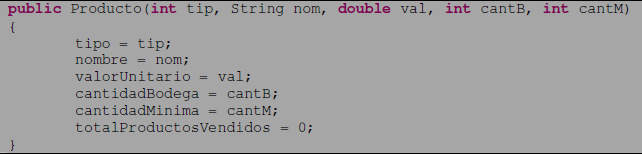 public Producto(int tip, String nom, double val, int cantB, int cantM)
{
tipo = tip;
nombre = nom;
valorUnitario = val;
cantidadBodega = cantB;
cantidadMinima = cantM;
totalProductosVendidos = 0;
}